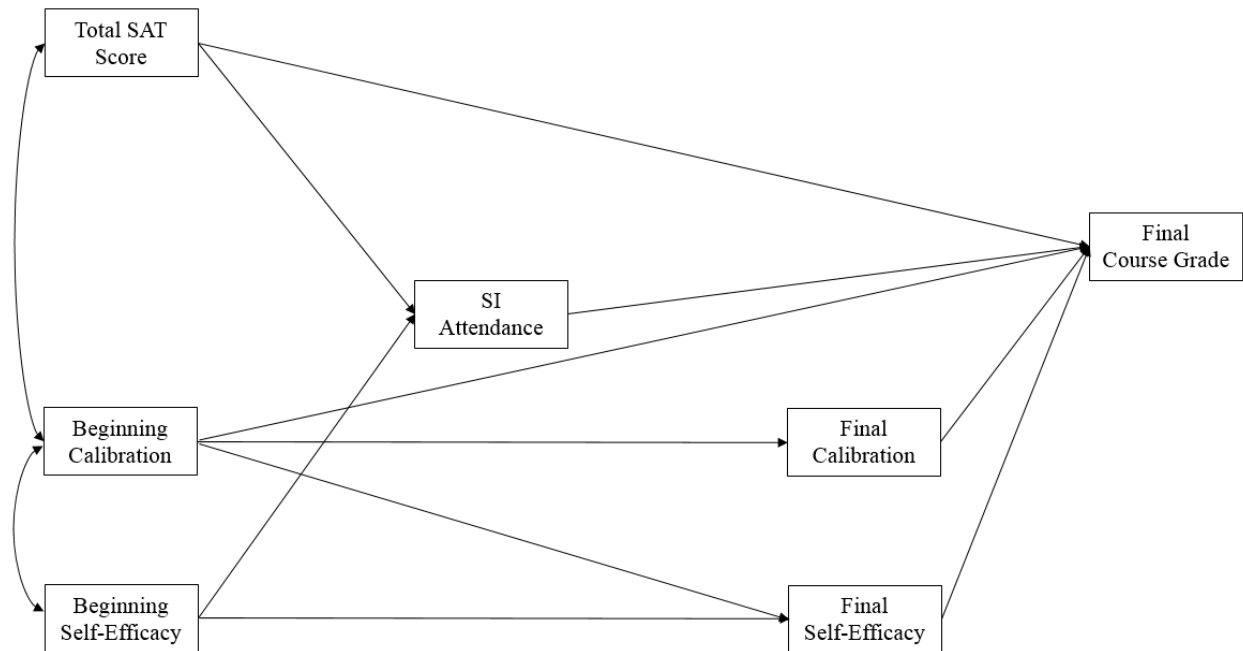 Total SAT
Score
Final
Course Grade
SI
Attendance
Beginning
Calibration
Final
Calibration
Beginning
Self-Efficacy
Final
Self-Efficacy